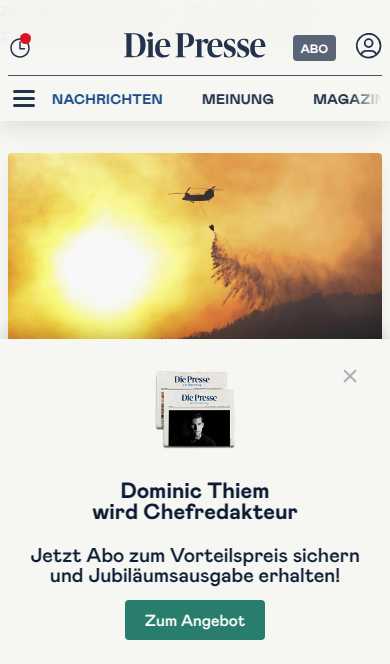 Die Presse
ABO
NACHRICHTEN MEINUNG MAGAZIN
Die Presse
Die Presse
Dominic Thiem
wird Chefredakteur
Jetzt Abo zum Vorteilspreis sichern
und Jubiläumsausgabe erhalten!
Zum Angebot